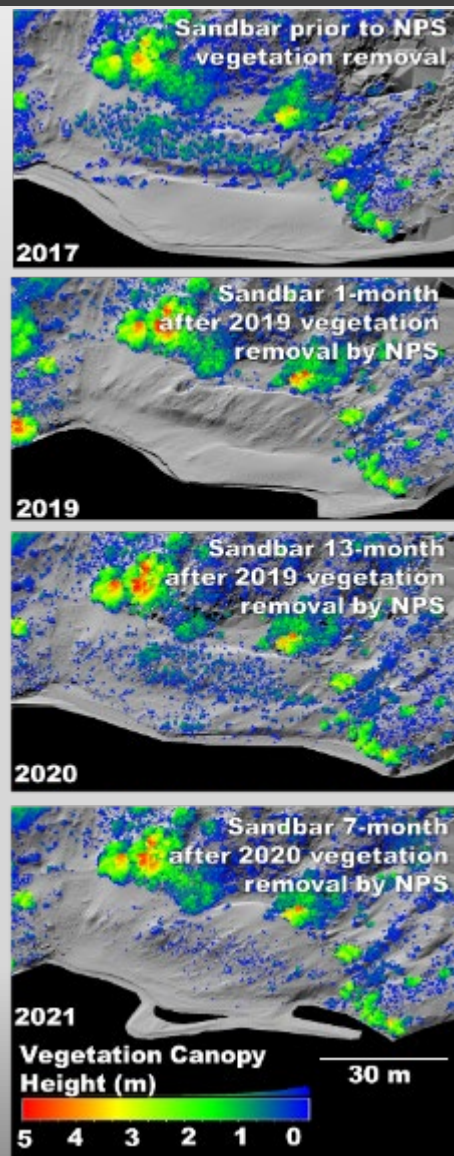 Sandbar prior to NPS
vegetation removal
2017
Sandbar 1-month
after 2019 vegetation
removal by NPS
2019
Sandbar 13-month
after 2019 vegetation
removal by NPS
2020
Sandbar 7-month
after 2020 vegetation
removal by NPS
2021
Vegetation Canopy
Height (m)
30 m
5 4 3 2 1 0